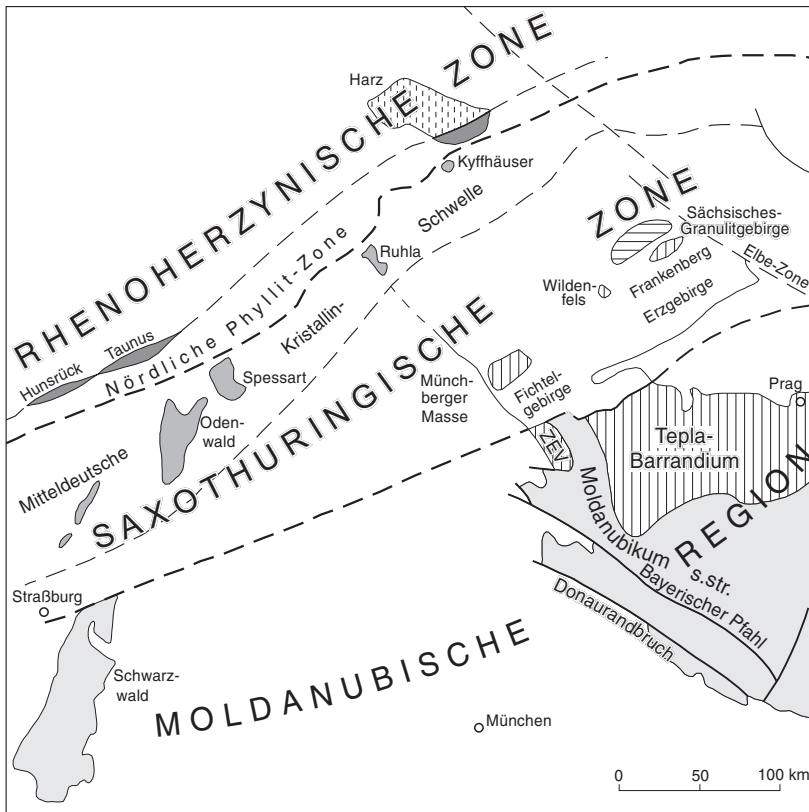 RHENOHERZYNISCHE ZONE
Harz
Kyffhäuser
Nördliche Phyllit-Zone
Schwelle
Ruhla
Kristallin-
ZONE
Sächsisches-
Granulitgebirge
Elbe-Zone
Wilden-
fels
Frankenberg
Erzgebirge
Taunus
Hunsrück
Spessart
Oden-
wald
Mitteldeutsche
SAXOTHURINGISCHE
Münch-
berger
Masse
Fichtel-
gebirge
Prag
ZEV
Tepla-
Barrandium
REGION
Moldanubikum
s.str.
Bayerischer Pfahl
Donaurandbruch
Straßburg
Schwarz-
wald
MOLDANUBISCHE
München
0 50 100 km